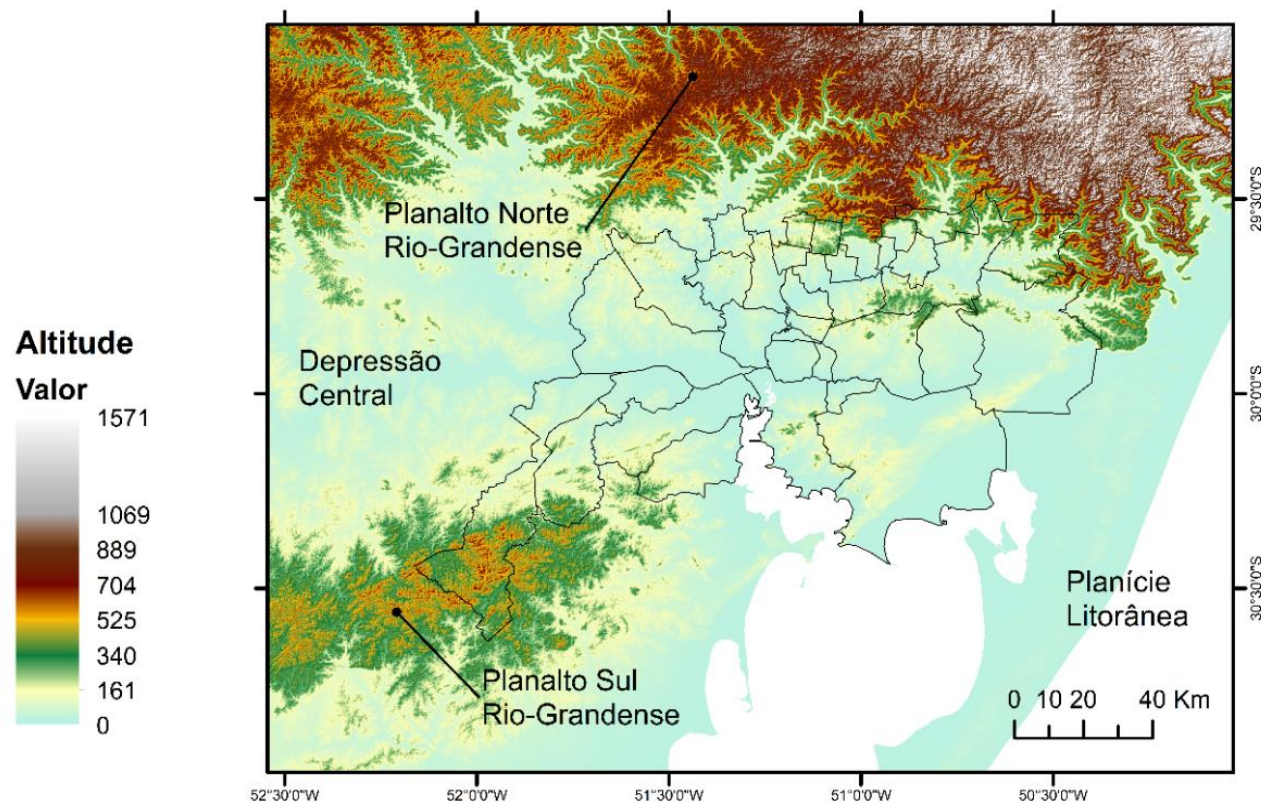 Altitude
Valor
1571
1069
889
704
525
340
161
0
Planalto Norte
Rio-Grandense
Depressão
Central
Planalto Sul
Rio-Grandense
Planície
Litorânea
0 10 20 40 Km
29°30'0"S
30°0'0"S
30°30'0"S
52°30'0"W
52°0'0"W
51°30'0"W
51°0'0"W
50°30'0"W